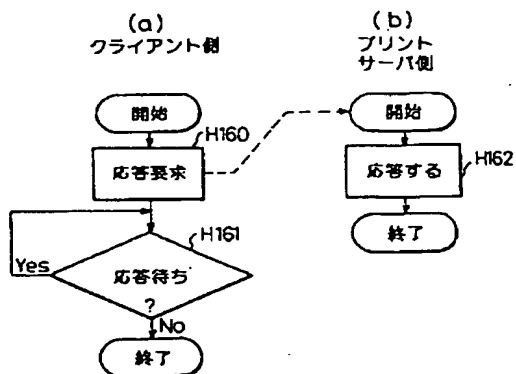 (a)
クライアント側
開始
H160
応答要求
H161
応答待ち
?
Yes
No
終了
(b)
プリント
サーバ側
開始
H162
応答する
終了